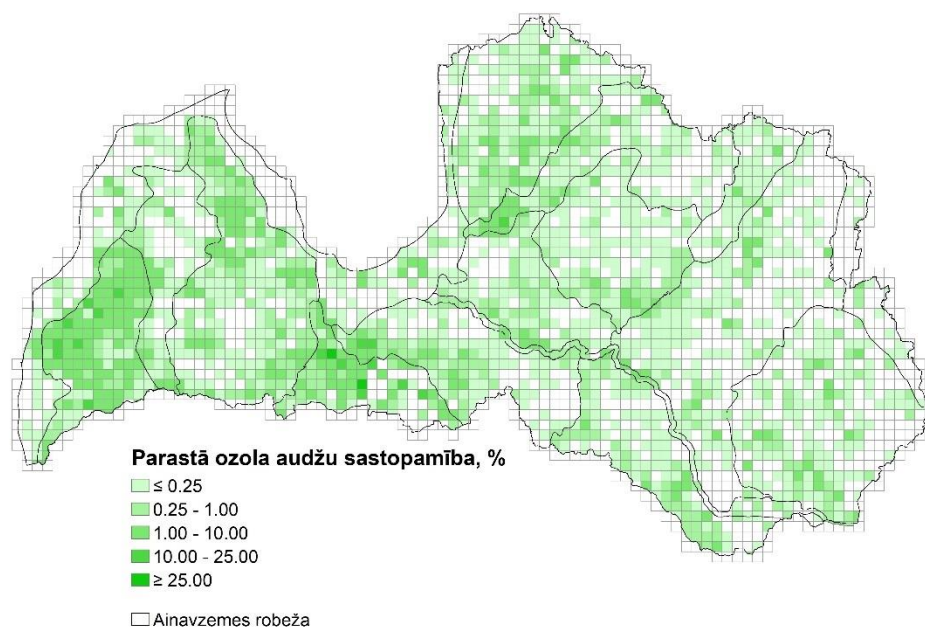 Parastā ozola audžu sastopamība, %
≤ 0.25
0.25 - 1.00
1.00 - 10.00
10.00 - 25.00
≥ 25.00
Ainavzemes robeža